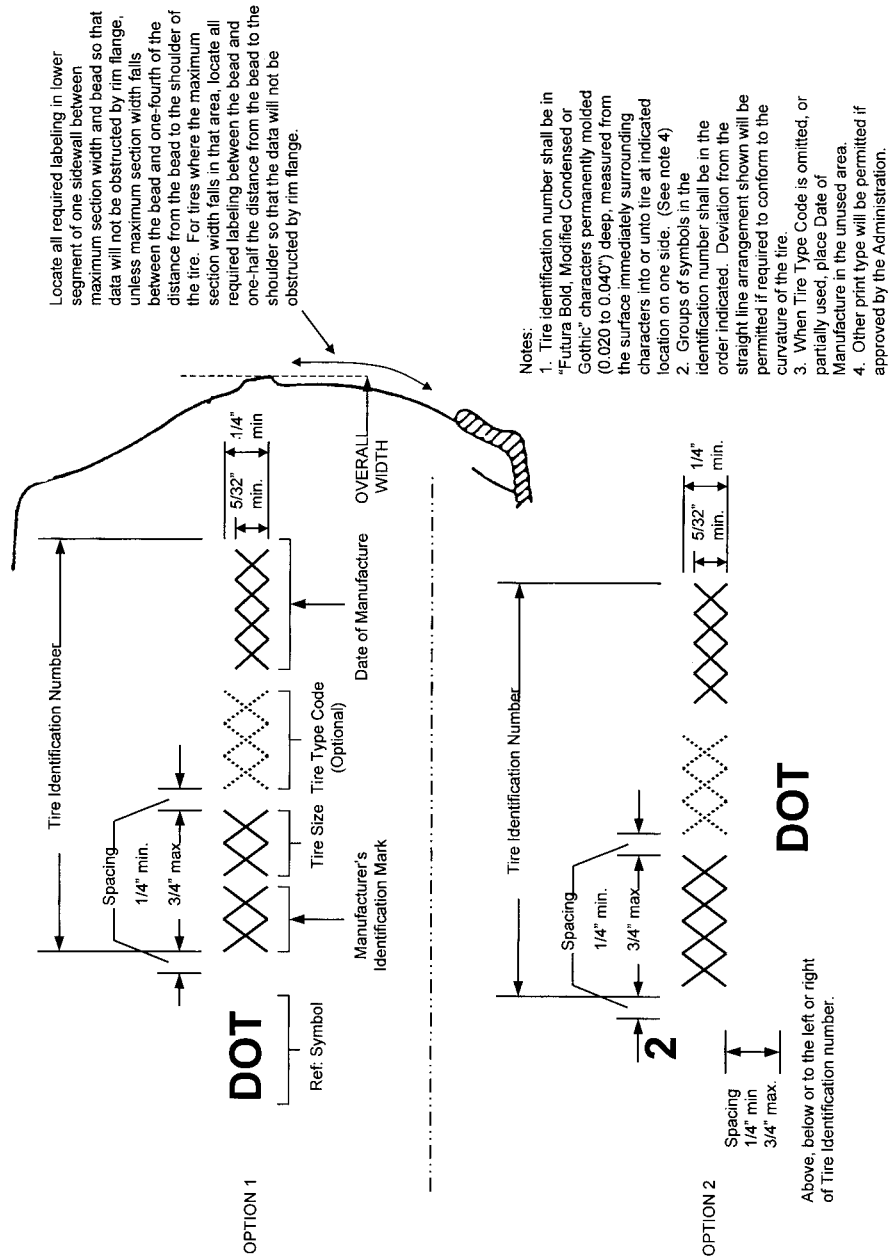 Locate all required labeling in lower
segment of one sidewall between
maximum section width and bead so that
data will not be obstructed by rim flange,
unless maximum section width falls
between the bead and one-fourth of the
distance from the bead to the shoulder of
the tire. For tires where the maximum
section width falls in that area, locate all
required labeling between the bead and
one-half the distance from the bead to the
shoulder so that the data will not be
obstructed by rim flange.
OPTION 1
Tire Identification Number
Spacing
1/4" min.
3/4" max
5/32"
min.
1/4"
min
DOT
Ref: Symbol
Manufacturer's
Identification Mark
Tire Size
Tire Type Code
(Optional)
Date of Manufacture
OVERALL
WIDTH
OPTION 2
Tire Identification Number
Spacing
1/4" min.
3/4" max
5/32"
min.
1/4"
min.
2
DOT
Spacing
1/4" min
3/4" max.
Above, below or to the left or right
of Tire Identification number.
Notes:
1. Tire identification number shall be in
"Futura Bold, Modified Condensed or
Gothic" characters permanently molded
(0.020 to 0.040") deep, measured from
the surface immediately surrounding
characters into or unto tire at indicated
location on one side. (See note 4)
2. Groups of symbols in the
identification number shall be in the
order indicated. Deviation from the
straight line arrangement shown will be
permitted if required to conform to the
curvature of the tire.
3. When Tire Type Code is omitted, or
partially used, place Date of
Manufacture in the unused area.
4. Other print type will be permitted if
approved by the Administration.